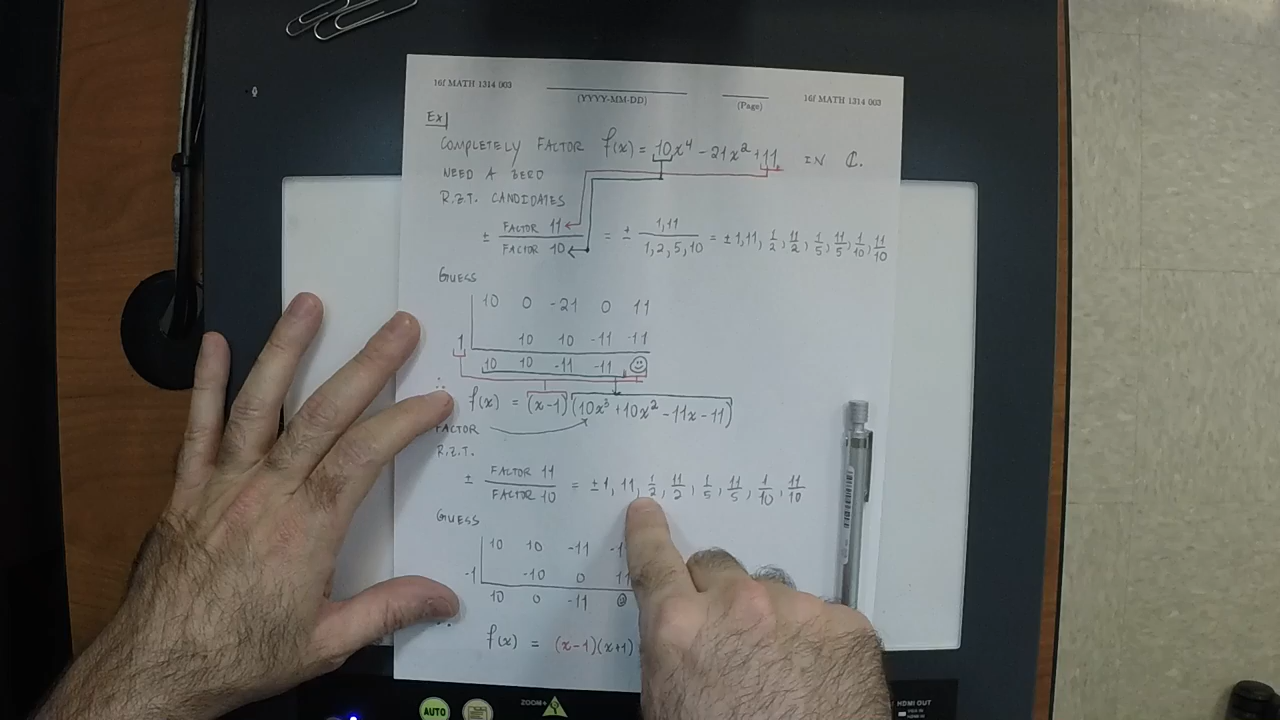 16f MATH 1314 003
(YYYY-MM-DD)
(Page)
16f MATH 1314 003
Ex
COMPLETELY FACTOR f(x) = 10x⁴ - 21x² + 11 IN ℂ.
NEED A ZERO
R.Z.T. CANDIDATES
± FACTOR 11 / FACTOR 10 = ± 1, 11 / 1, 2, 5, 10 = ± 1, 11, 1/2, 11/2, 1/5, 11/5, 1/10, 11/10
GUESS
10 0 -21 0 11
1 10 10 -11 -11
10 10 -11 -11 ☺
∴ f(x) = (x-1)(10x³ + 10x² - 11x - 11)
FACTOR
R.Z.T.
± FACTOR 11 / FACTOR 10 = ± 1, 11, 1/2, 11/2, 1/5, 11/5, 1/10, 11/10
GUESS
10 10 -11
-1 -10 0 11
10 0 -11 ☺
f(x) = (x-1)(x+1)
AUTO
ZOOM+
HDMI OUT